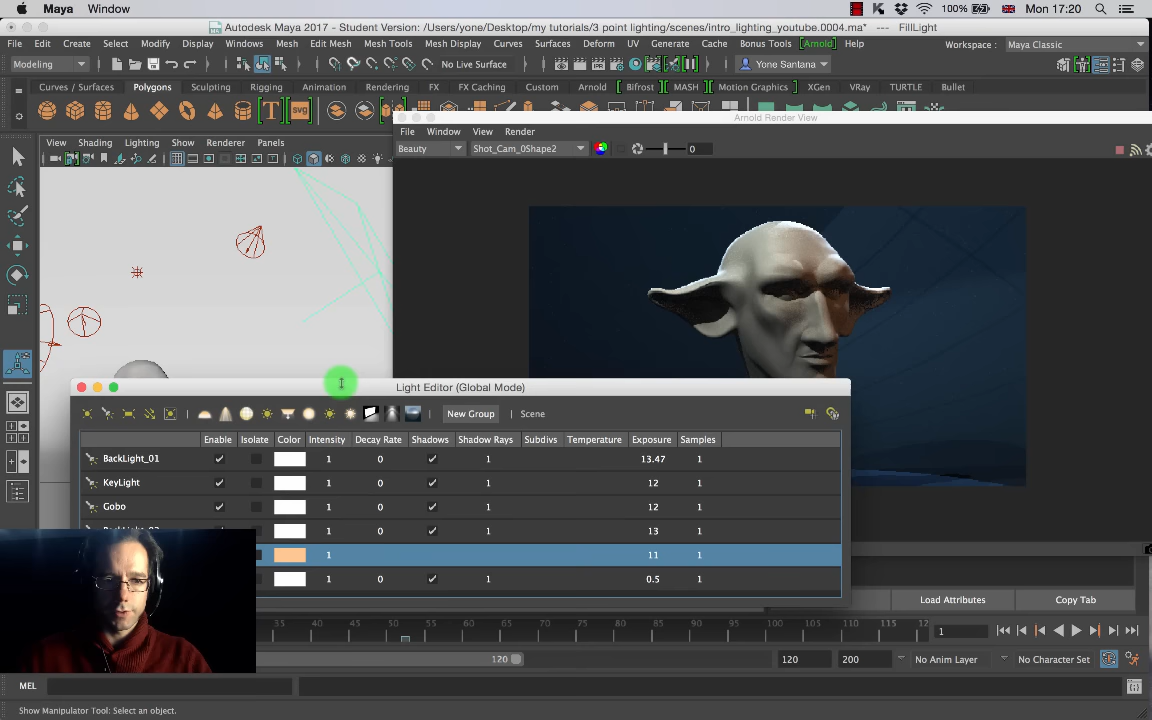 Maya Window 100% Mon 17:20
Autodesk Maya 2017 - Student Version: /Users/yone/Desktop/my tutorials/3 point lighting/scenes/intro_lighting_youtube.0004.ma* --- FillLight
File Edit Create Select Modify Display Windows Mesh Edit Mesh Mesh Tools Mesh Display Curves Surfaces Deform UV Generate Cache Bonus Tools [Arnold] Help Workspace : Maya Classic
Modeling No Live Surface Yone Santana
Curves / Surfaces Polygons Sculpting Rigging Animation Rendering FX FX Caching Custom Arnold Bifrost MASH Motion Graphics XGen VRay TURTLE Bullet
T svg
Arnold Render View
File Window View Render
View Shading Lighting Show Renderer Panels
Beauty Shot_Cam_0Shape2 0
Light Editor (Global Mode)
New Group Scene
Enable Isolate Color Intensity Decay Rate Shadows Shadow Rays Subdivs Temperature Exposure Samples
BackLight_01 1 0 1 13.47 1
KeyLight 1 0 1 12 1
Gobo 1 0 1 12 1
1 0 1 13 1
1 11 1
1 0 1 0.5 1
Load Attributes Copy Tab
35 40 45 50 55 60 65 70 75 80 85 90 95 100 105 110 115 12 1
120 120 200 No Anim Layer No Character Set
MEL
Show Manipulator Tool: Select an object.